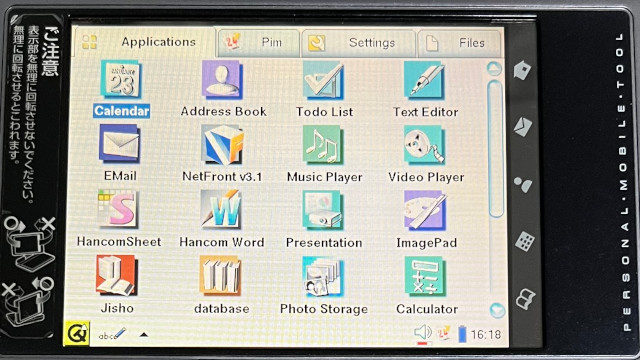 ご注意
表示部を無理に回転させないでください。
無理に回転させるとこわれます。
Applications
Pim
Settings
Files
Calendar
Address Book
Todo List
Text Editor
EMail
NetFront v3.1
Music Player
Video Player
HancomSheet
Hancom Word
Presentation
ImagePad
Jisho
database
Photo Storage
Calculator
abc
16:18
PERSONAL・MOBILE・TOOL